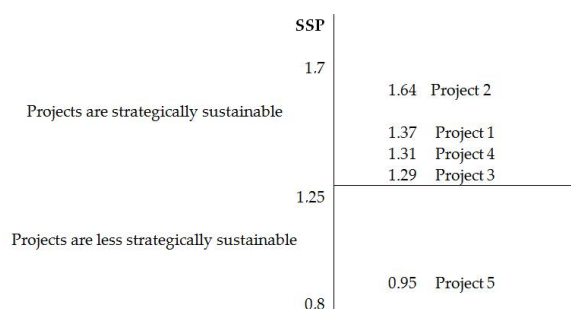 SSP
1.7
1.64 Project 2
Projects are strategically sustainable
1.37 Project 1
1.31 Project 4
1.29 Project 3
1.25
Projects are less strategically sustainable
0.95 Project 5
0.8